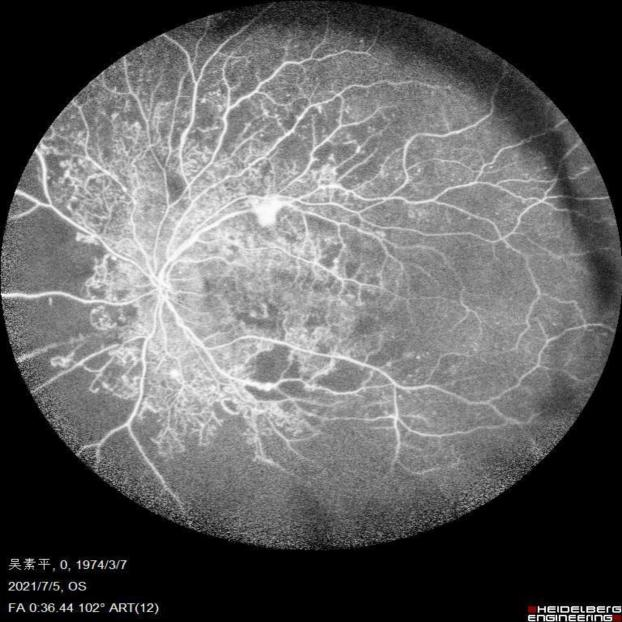 吴素平, 0, 1974/3/7
2021/7/5, OS
FA 0:36.44 102° ART(12)
HEIDELBERG
ENGINEERING